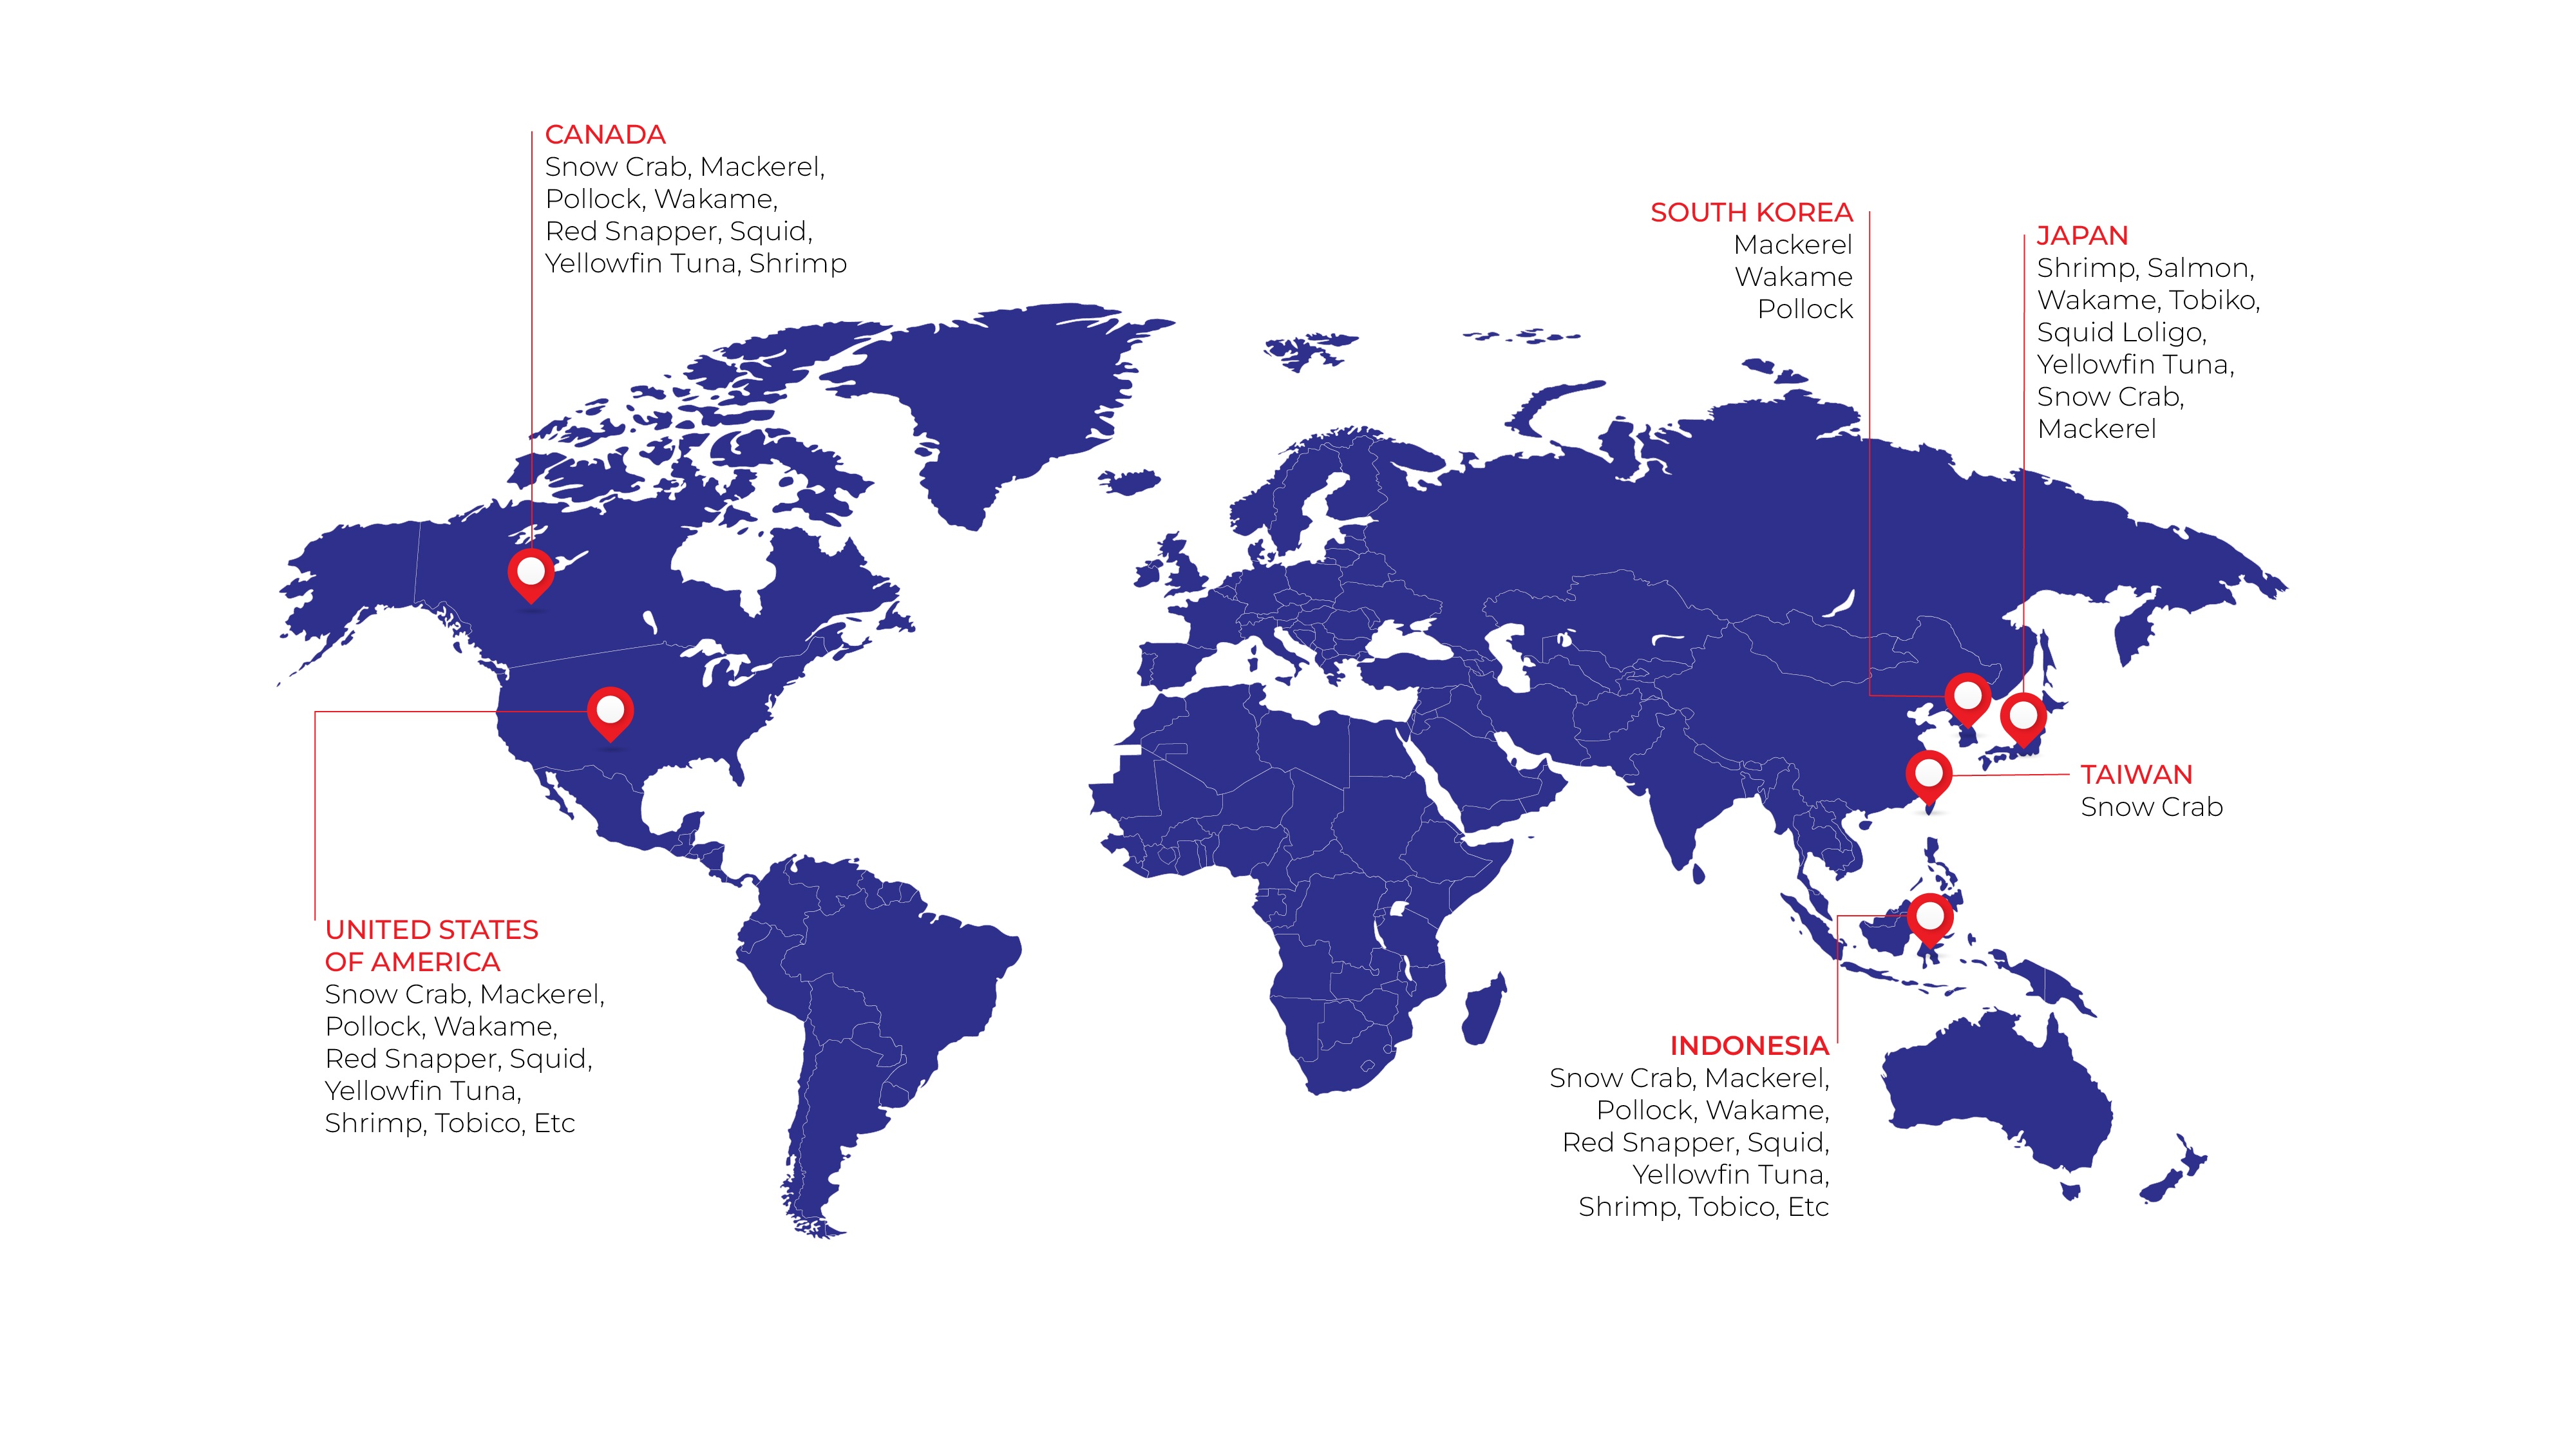 CANADA
Snow Crab, Mackerel,
Pollock, Wakame,
Red Snapper, Squid,
Yellowfin Tuna, Shrimp
SOUTH KOREA
Mackerel
Wakame
Pollock
JAPAN
Shrimp, Salmon,
Wakame, Tobiko,
Squid Loligo,
Yellowfin Tuna,
Snow Crab,
Mackerel
TAIWAN
Snow Crab
UNITED STATES
OF AMERICA
Snow Crab, Mackerel,
Pollock, Wakame,
Red Snapper, Squid,
Yellowfin Tuna,
Shrimp, Tobico, Etc
INDONESIA
Snow Crab, Mackerel,
Pollock, Wakame,
Red Snapper, Squid,
Yellowfin Tuna,
Shrimp, Tobico, Etc